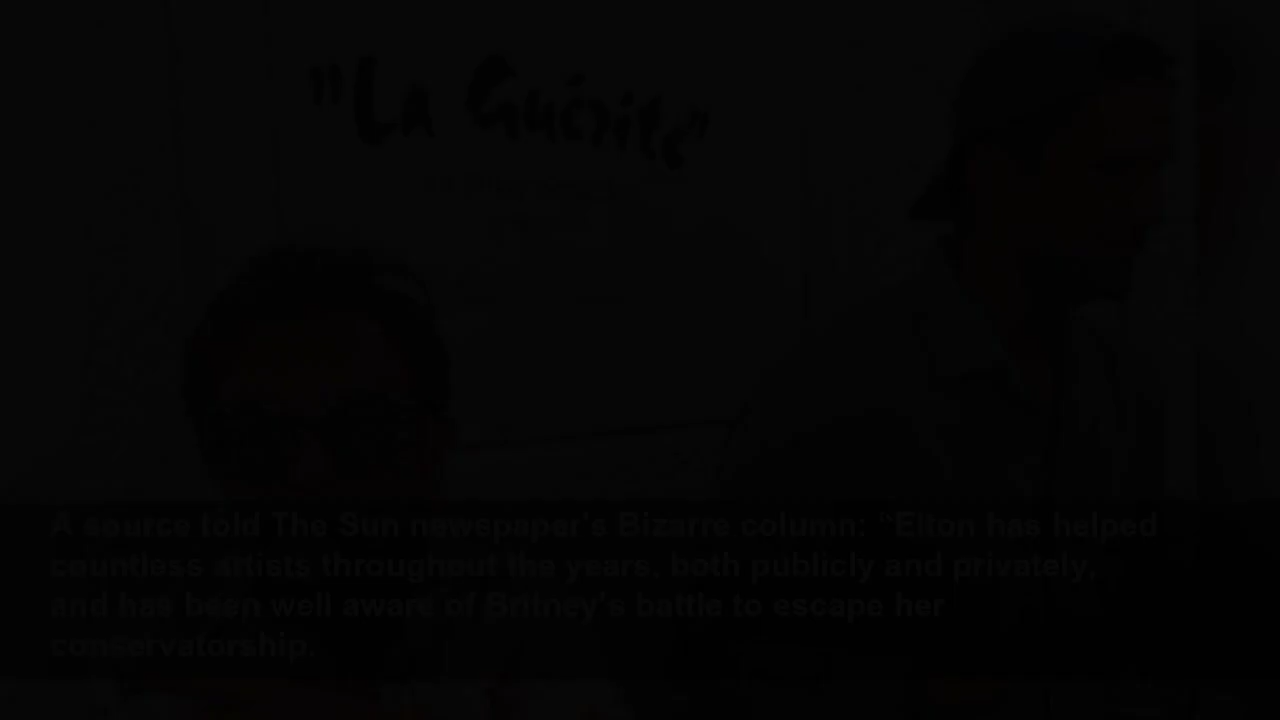 "La Guérite"
A source told The Sun newspaper's Bizarre column: "Elton has helped
countless artists throughout the years, both publicly and privately,
and has been well aware of Britney's battle to escape her
conservatorship.